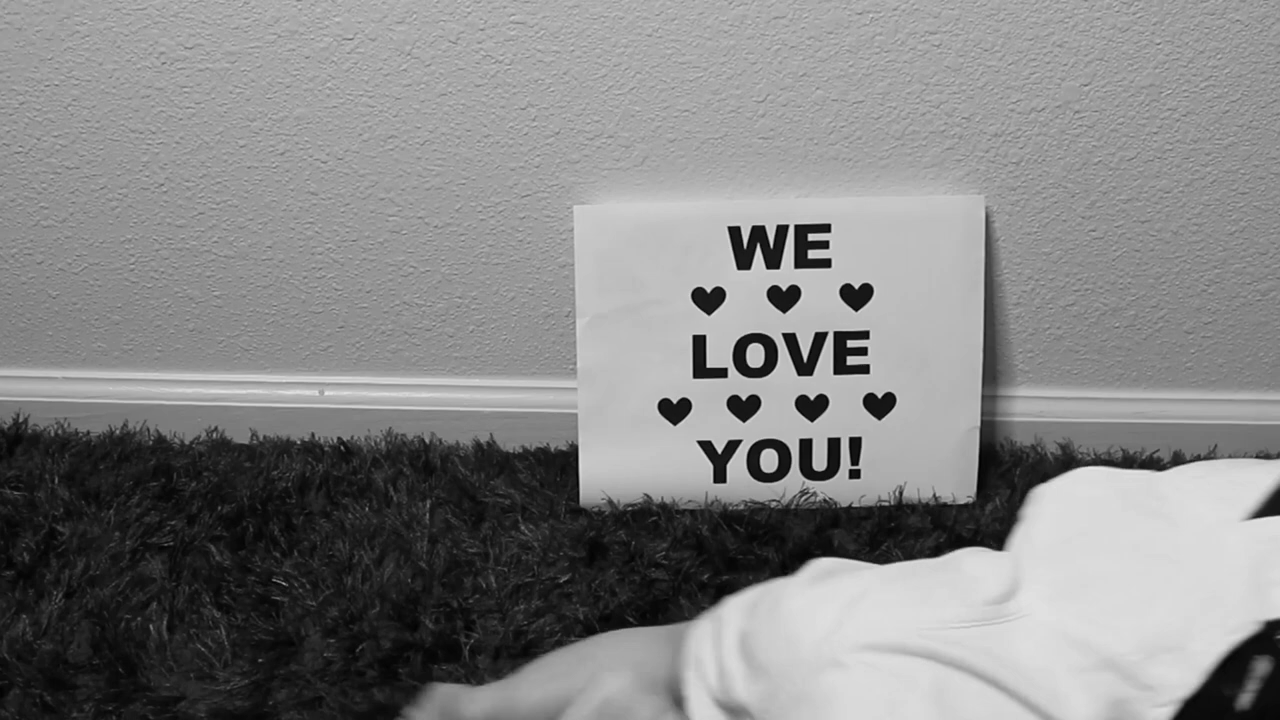 WE
♥ ♥ ♥
LOVE
♥ ♥ ♥ ♥
YOU!